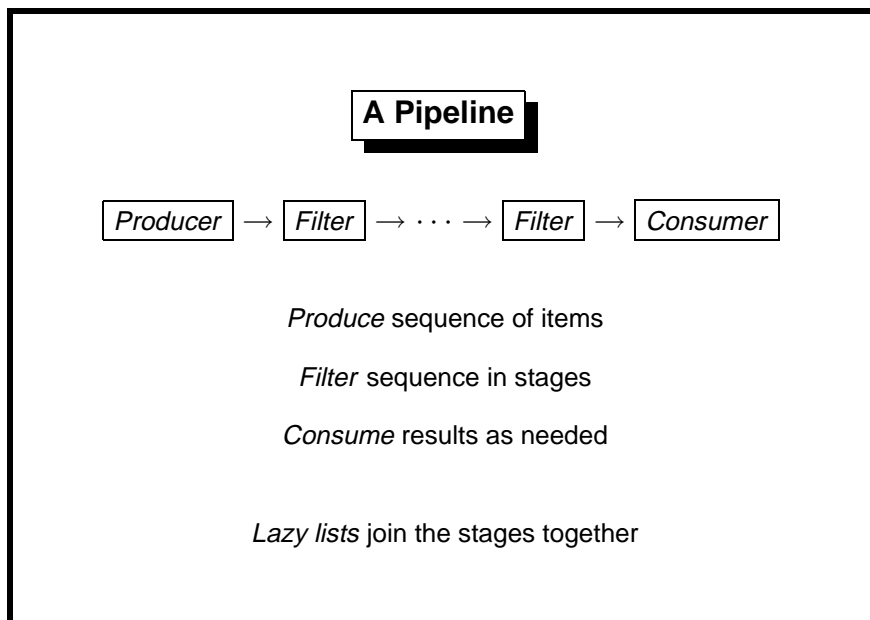 A Pipeline
Producer → Filter → · · · → Filter → Consumer
Produce sequence of items
Filter sequence in stages
Consume results as needed
Lazy lists join the stages together